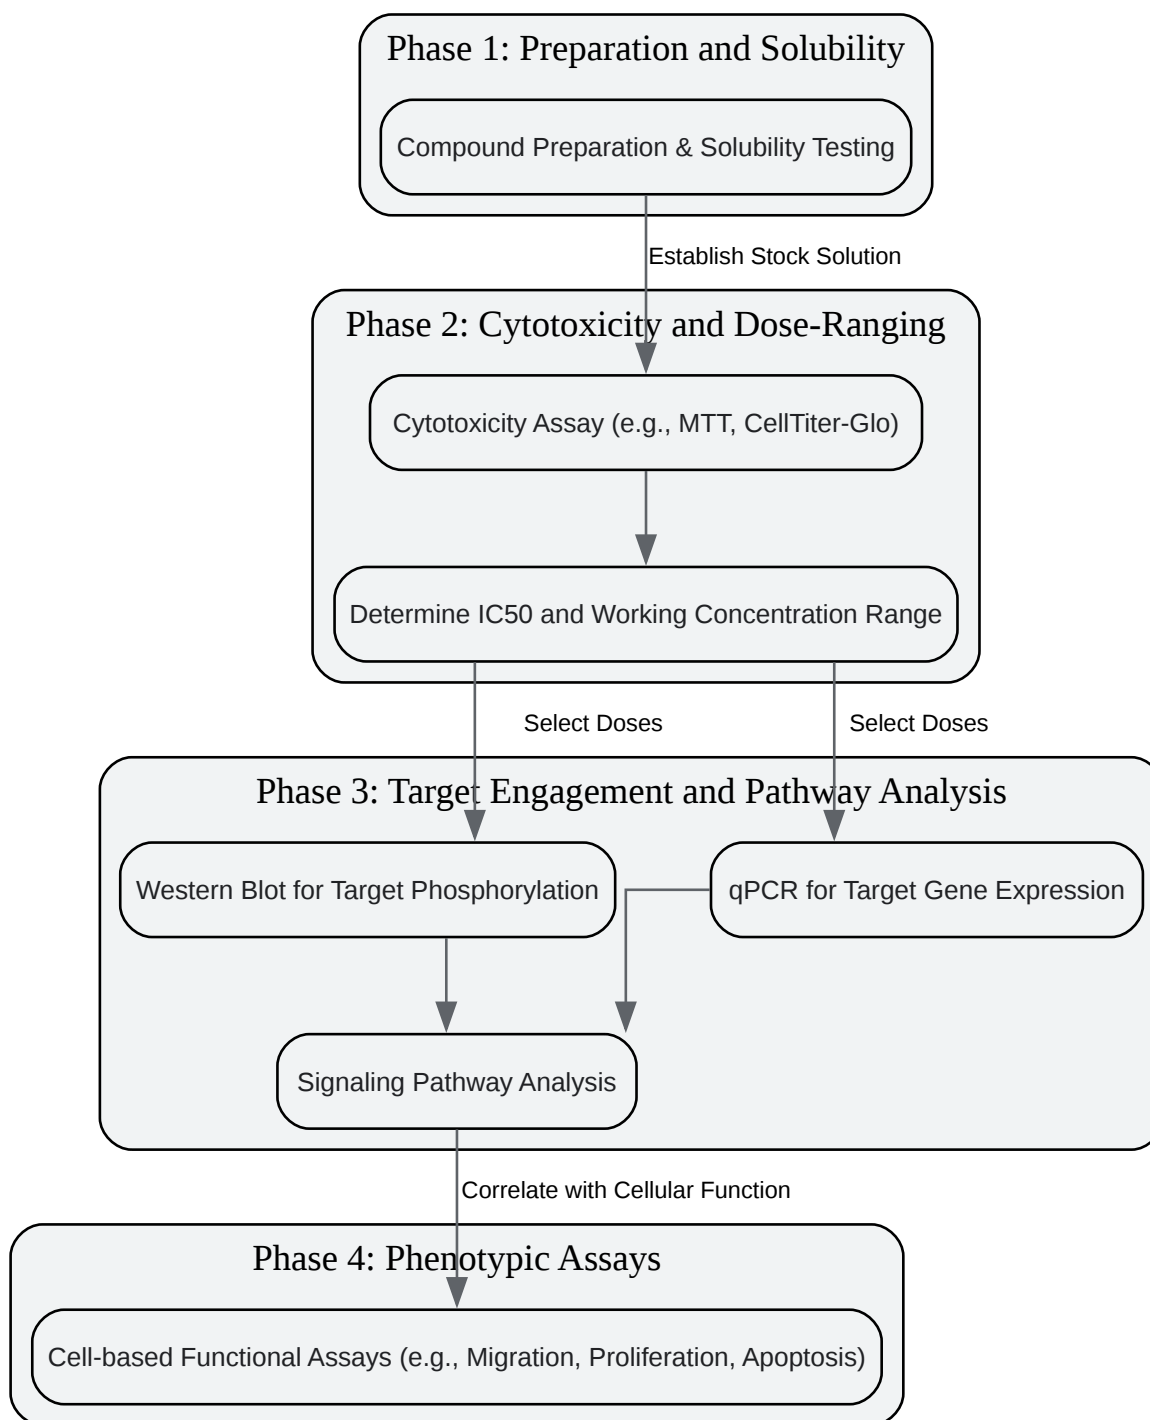 Phase 1: Preparation and Solubility
Compound Preparation & Solubility Testing
Establish Stock Solution
Phase 2: Cytotoxicity and Dose-Ranging
Cytotoxicity Assay (e.g., MTT, CellTiter-Glo)
Determine IC50 and Working Concentration Range
Select Doses
Select Doses
Phase 3: Target Engagement and Pathway Analysis
Western Blot for Target Phosphorylation
qPCR for Target Gene Expression
Signaling Pathway Analysis
Correlate with Cellular Function
Phase 4: Phenotypic Assays
Cell-based Functional Assays (e.g., Migration, Proliferation, Apoptosis)